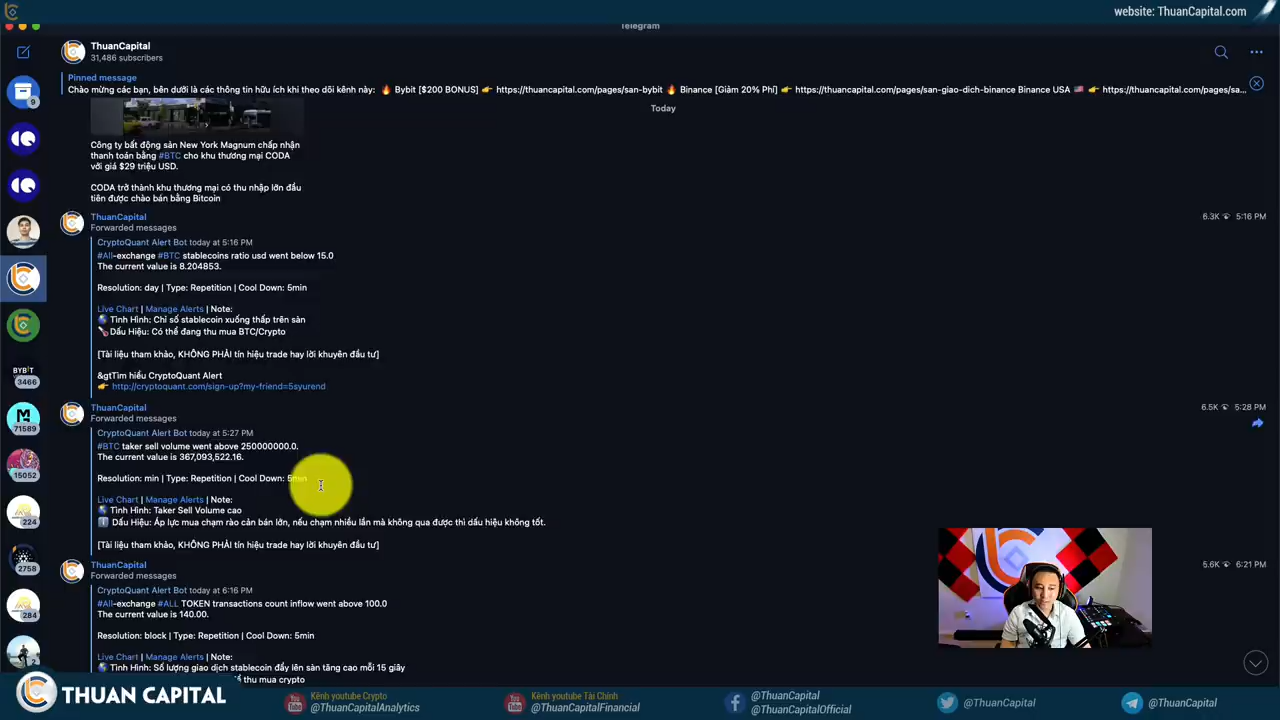 website: ThuanCapital.com
Telegram
ThuanCapital
31,486 subscribers
Pinned message
Chào mừng các bạn, bên dưới là các thông tin hữu ích khi theo dõi kênh này: 🔥 Bybit [$200 BONUS] 👉 https://thuancapital.com/pages/san-bybit 🔥 Binance [Giảm 20% Phí] 👉 https://thuancapital.com/pages/san-giao-dich-binance Binance USA 🇺🇸 👉 https://thuancapital.com/pages/sa...
Today
Công ty bất động sản New York Magnum chấp nhận
thanh toán bằng #BTC cho khu thương mại CODA
với giá $29 triệu USD.
CODA trở thành khu thương mại có thu nhập lớn đầu
tiên được chào bán bằng Bitcoin
ThuanCapital
6.3K 5:16 PM
Forwarded messages
CryptoQuant Alert Bot today at 5:16 PM
#All-exchange #BTC stablecoins ratio usd went below 15.0
The current value is 8.204853.
Resolution: day | Type: Repetition | Cool Down: 5min
Live Chart | Manage Alerts | Note:
Tình Hình: Chỉ số stablecoin xuống thấp trên sàn
Dấu Hiệu: Có thể đang thu mua BTC/Crypto
[Tài liệu tham khảo, KHÔNG PHẢI tín hiệu trade hay lời khuyên đầu tư]
&gtTìm hiểu CryptoQuant Alert
👉 http://cryptoquant.com/sign-up?my-friend=5syurend
ThuanCapital
6.5K 5:28 PM
Forwarded messages
CryptoQuant Alert Bot today at 5:27 PM
#BTC taker sell volume went above 250000000.0.
The current value is 367,093,522.16.
Resolution: min | Type: Repetition | Cool Down: 5min
Live Chart | Manage Alerts | Note:
Tình Hình: Taker Sell Volume cao
Dấu Hiệu: Áp lực mua chạm rào cản bán lớn, nếu chạm nhiều lần mà không qua được thì dấu hiệu không tốt.
[Tài liệu tham khảo, KHÔNG PHẢI tín hiệu trade hay lời khuyên đầu tư]
ThuanCapital
5.6K 6:21 PM
Forwarded messages
CryptoQuant Alert Bot today at 6:16 PM
#All-exchange #ALL TOKEN transactions count inflow went above 100.0
The current value is 140.00.
Resolution: block | Type: Repetition | Cool Down: 5min
Live Chart | Manage Alerts | Note:
Tình Hình: Số lượng giao dịch stablecoin đẩy lên sàn tăng cao mỗi 15 giây
để thu mua crypto
9
BYBIT
3466
71589
15052
224
2758
284
2
THUAN CAPITAL
Kênh youtube Crypto
@ThuanCapitalAnalytics
Kênh youtube Tài Chính
@ThuanCapitalFinancial
@ThuanCapital
@ThuanCapitalOfficial
@ThuanCapital
@ThuanCapital